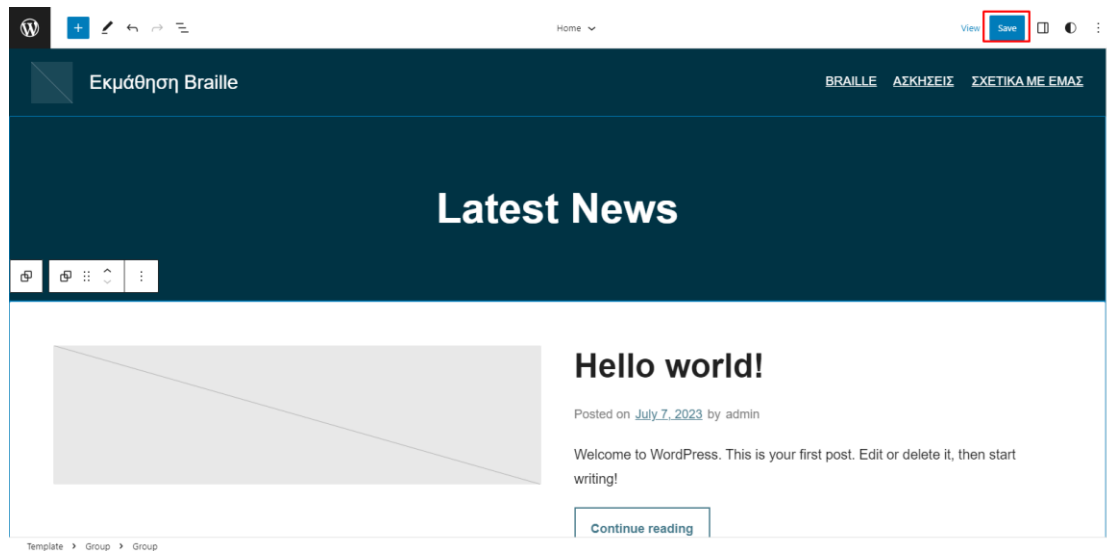 Home
View Save
Εκμάθηση Braille
BRAILLE ΑΣΚΗΣΕΙΣ ΣΧΕΤΙΚΑ ΜΕ ΕΜΑΣ
Latest News
Hello world!
Posted on July 7, 2023 by admin
Welcome to WordPress. This is your first post. Edit or delete it, then start
writing!
Continue reading
Template > Group > Group